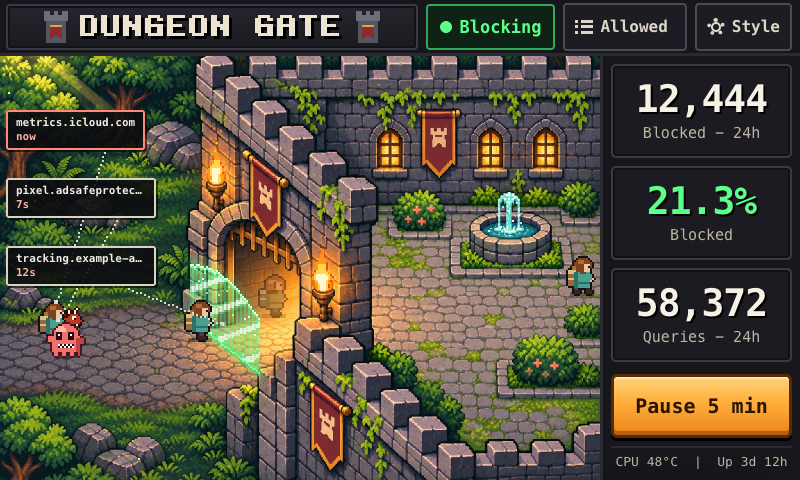 DUNGEON GATE
Blocking
Allowed
Style
metrics.icloud.com
now
pixel.adsafeprotec…
7s
tracking.example-a…
12s
12,444
Blocked – 24h
21.3%
Blocked
58,372
Queries – 24h
Pause 5 min
CPU 48°C | Up 3d 12h